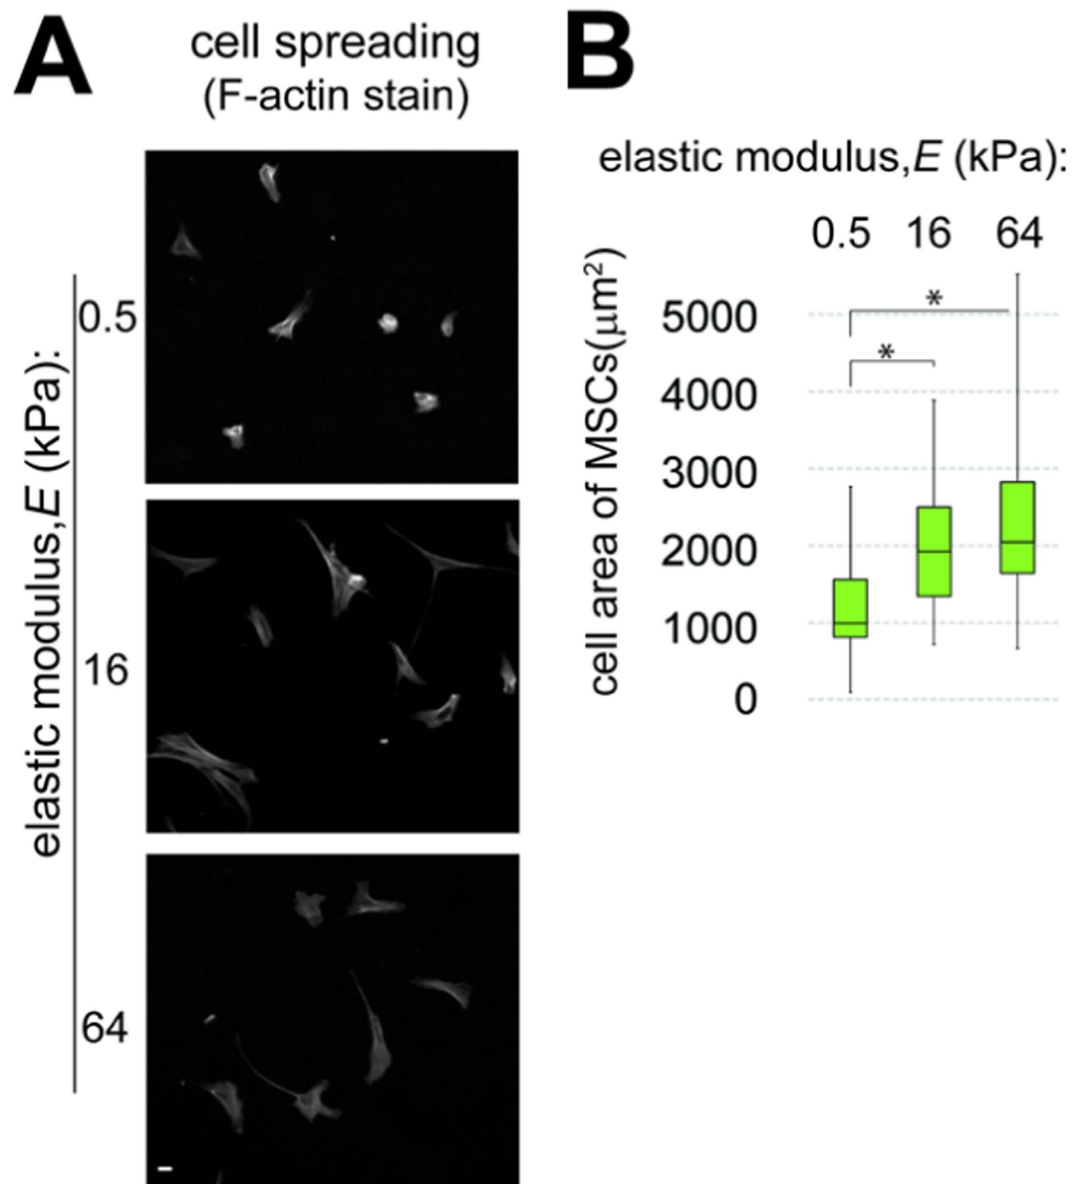 A
cell spreading
(F-actin stain)
elastic modulus,E (kPa):
0.5
16
64
B
elastic modulus,E (kPa):
0.5 16 64
cell area of MSCs(μm²)
5000
4000
3000
2000
1000
0
*
*